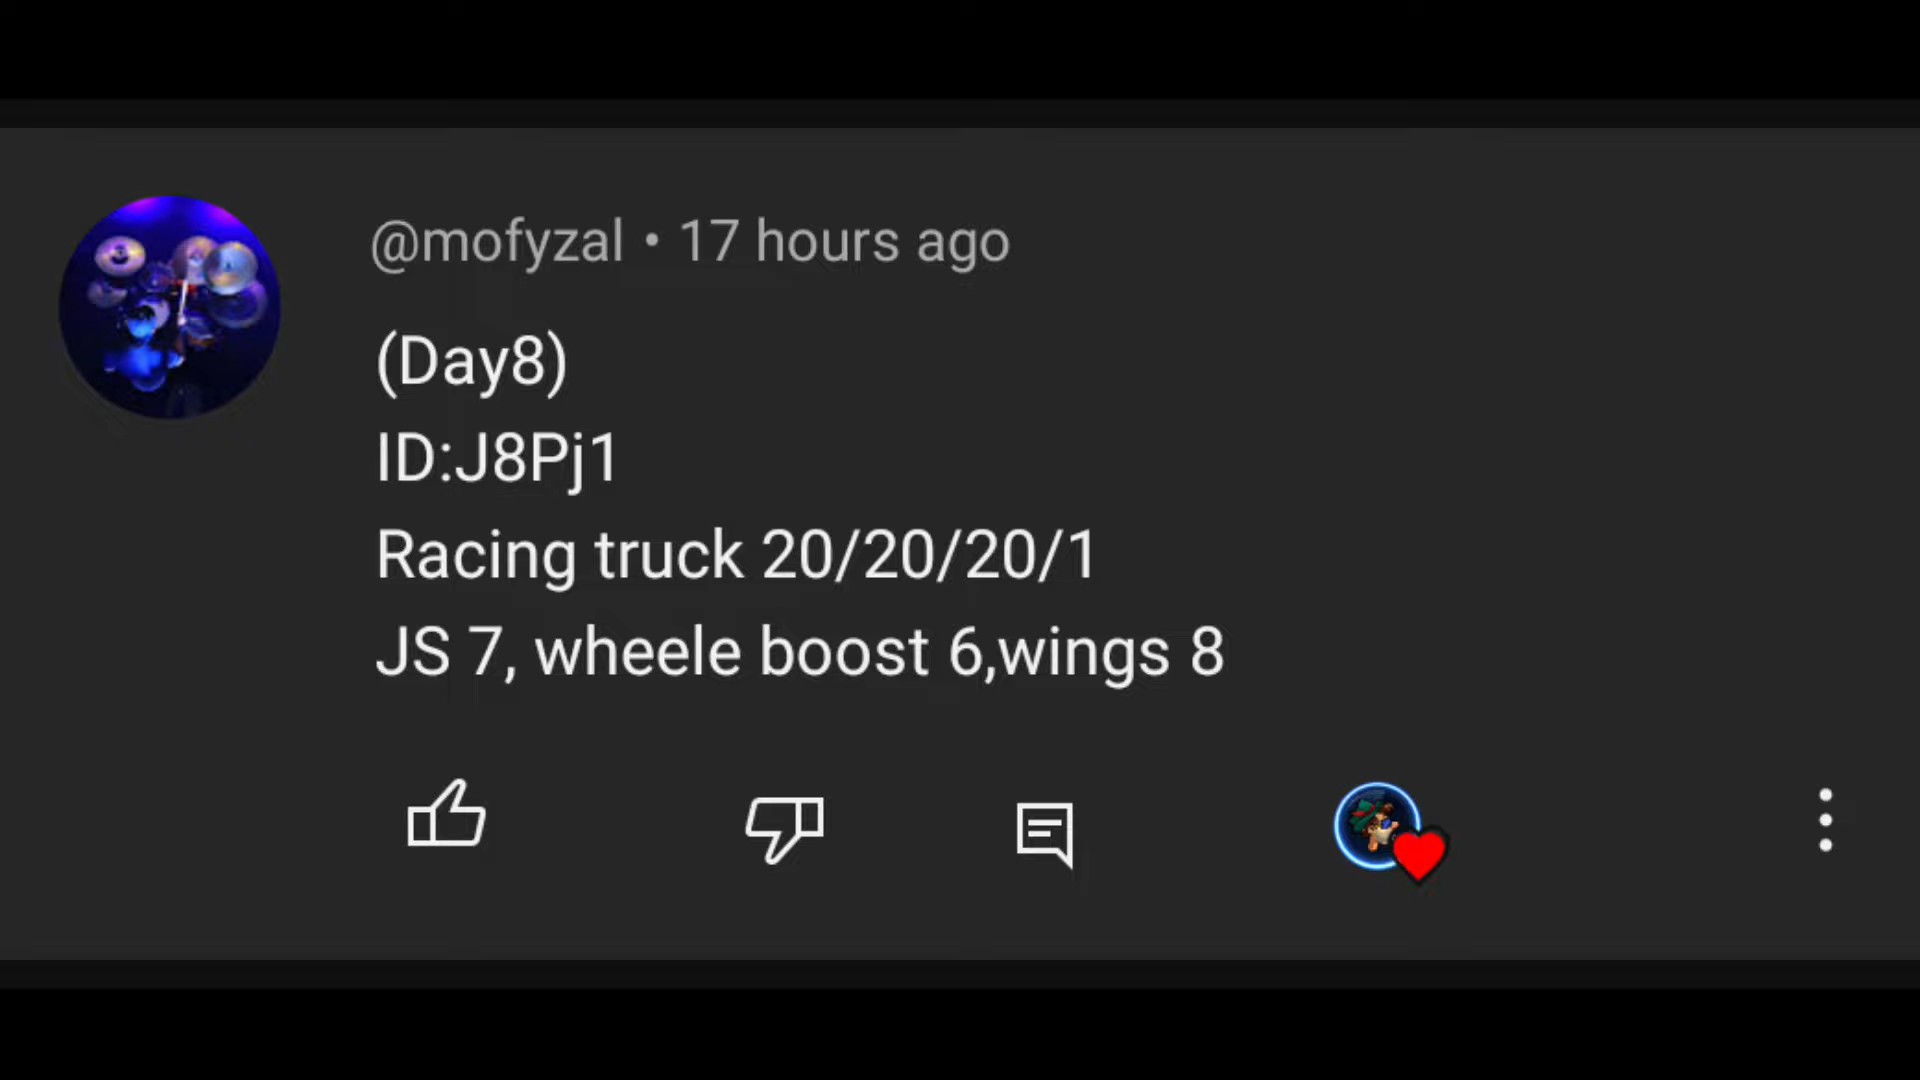 @mofyzal • 17 hours ago
(Day8)
ID:J8Pj1
Racing truck 20/20/20/1
JS 7, wheele boost 6,wings 8